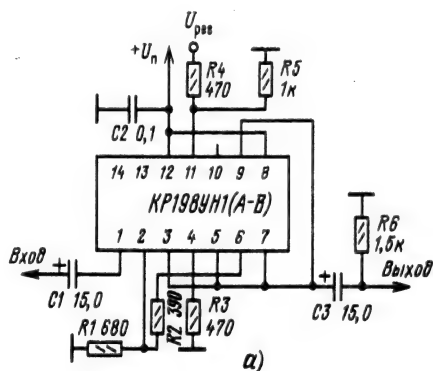 Uрег
+Uп
R4
470
R5
1к
C2 0,1
14 13 12 11 10 9 8
КР198УН1(А-В)
1 2 3 4 5 6 7
Вход
C1 15,0
R1 680
R2 390
R3
470
C3 15,0
R6
1,5к
Выход
а)